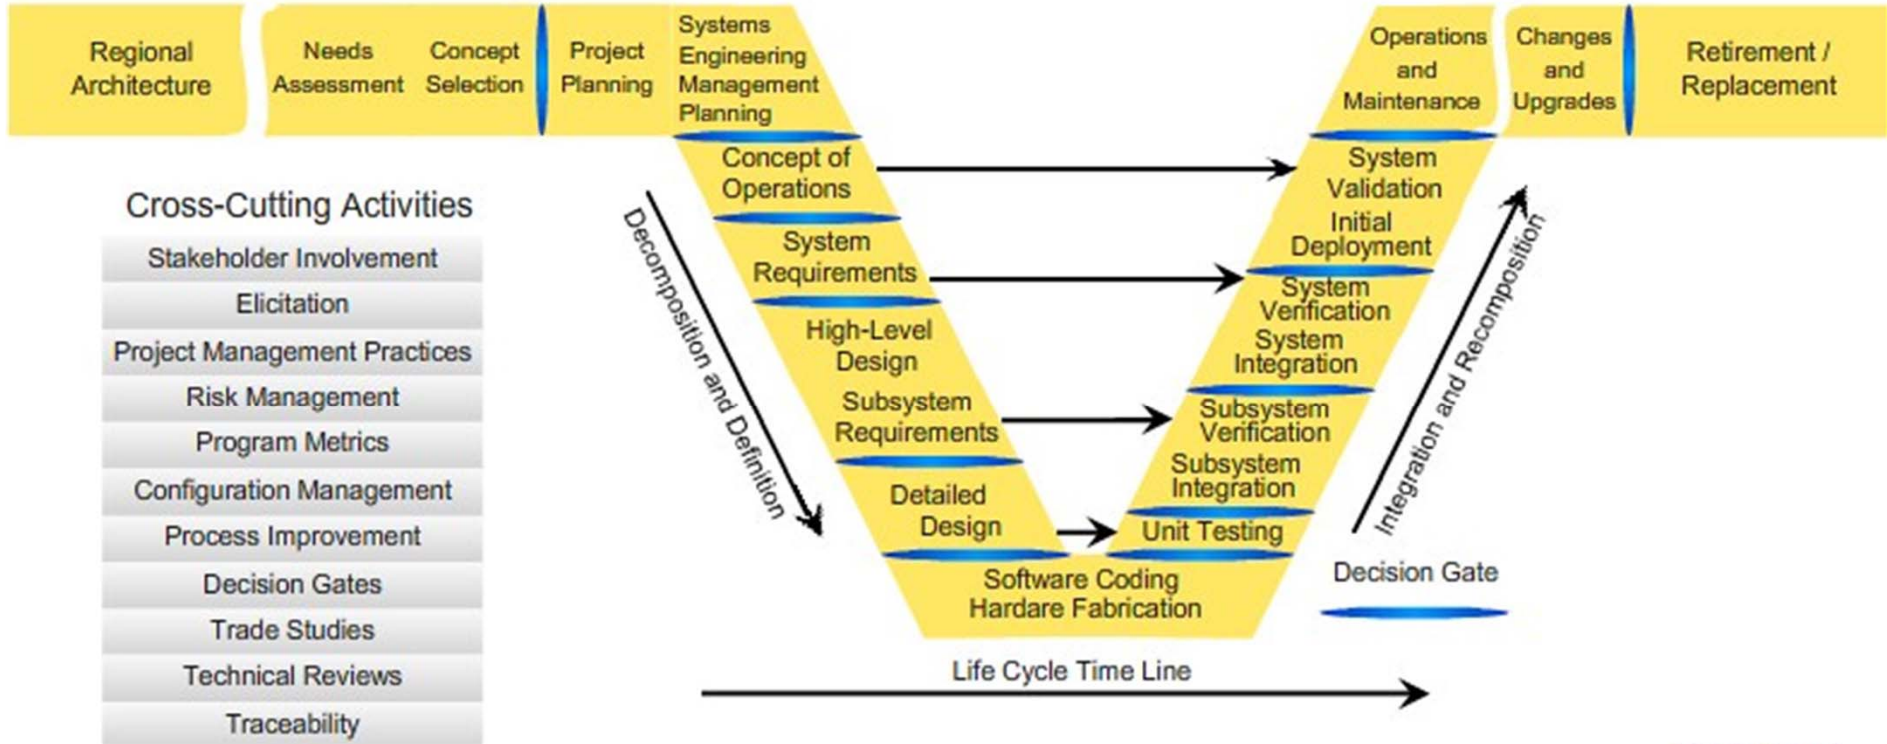 Regional
Architecture
Needs
Assessment
Concept
Selection
Project
Planning
Systems
Engineering
Management
Planning
Operations
and
Maintenance
Changes
and
Upgrades
Retirement /
Replacement
Cross-Cutting Activities
Stakeholder Involvement
Elicitation
Project Management Practices
Risk Management
Program Metrics
Configuration Management
Process Improvement
Decision Gates
Trade Studies
Technical Reviews
Traceability
Decomposition and Definition
Concept of
Operations
System
Requirements
High-Level
Design
Subsystem
Requirements
Detailed
Design
Software Coding
Hardare Fabrication
System
Validation
Initial
Deployment
System
Verification
System
Integration
Subsystem
Verification
Subsystem
Integration
Unit Testing
Integration and Recomposition
Decision Gate
Life Cycle Time Line